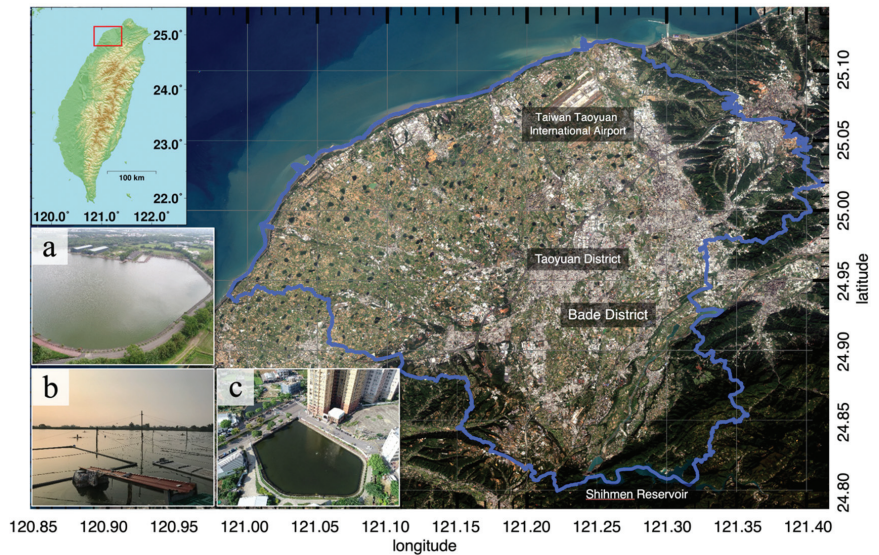 25.0°
24.0°
23.0°
22.0°
100 km
120.0° 121.0° 122.0°
a
b
c
Taiwan Taoyuan
International Airport
Taoyuan District
Bade District
Shihmen Reservoir
25.10
25.05
25.00
24.95
24.90
24.85
24.80
latitude
120.85 120.90 120.95 121.00 121.05 121.10 121.15 121.20 121.25 121.30 121.35 121.40
longitude